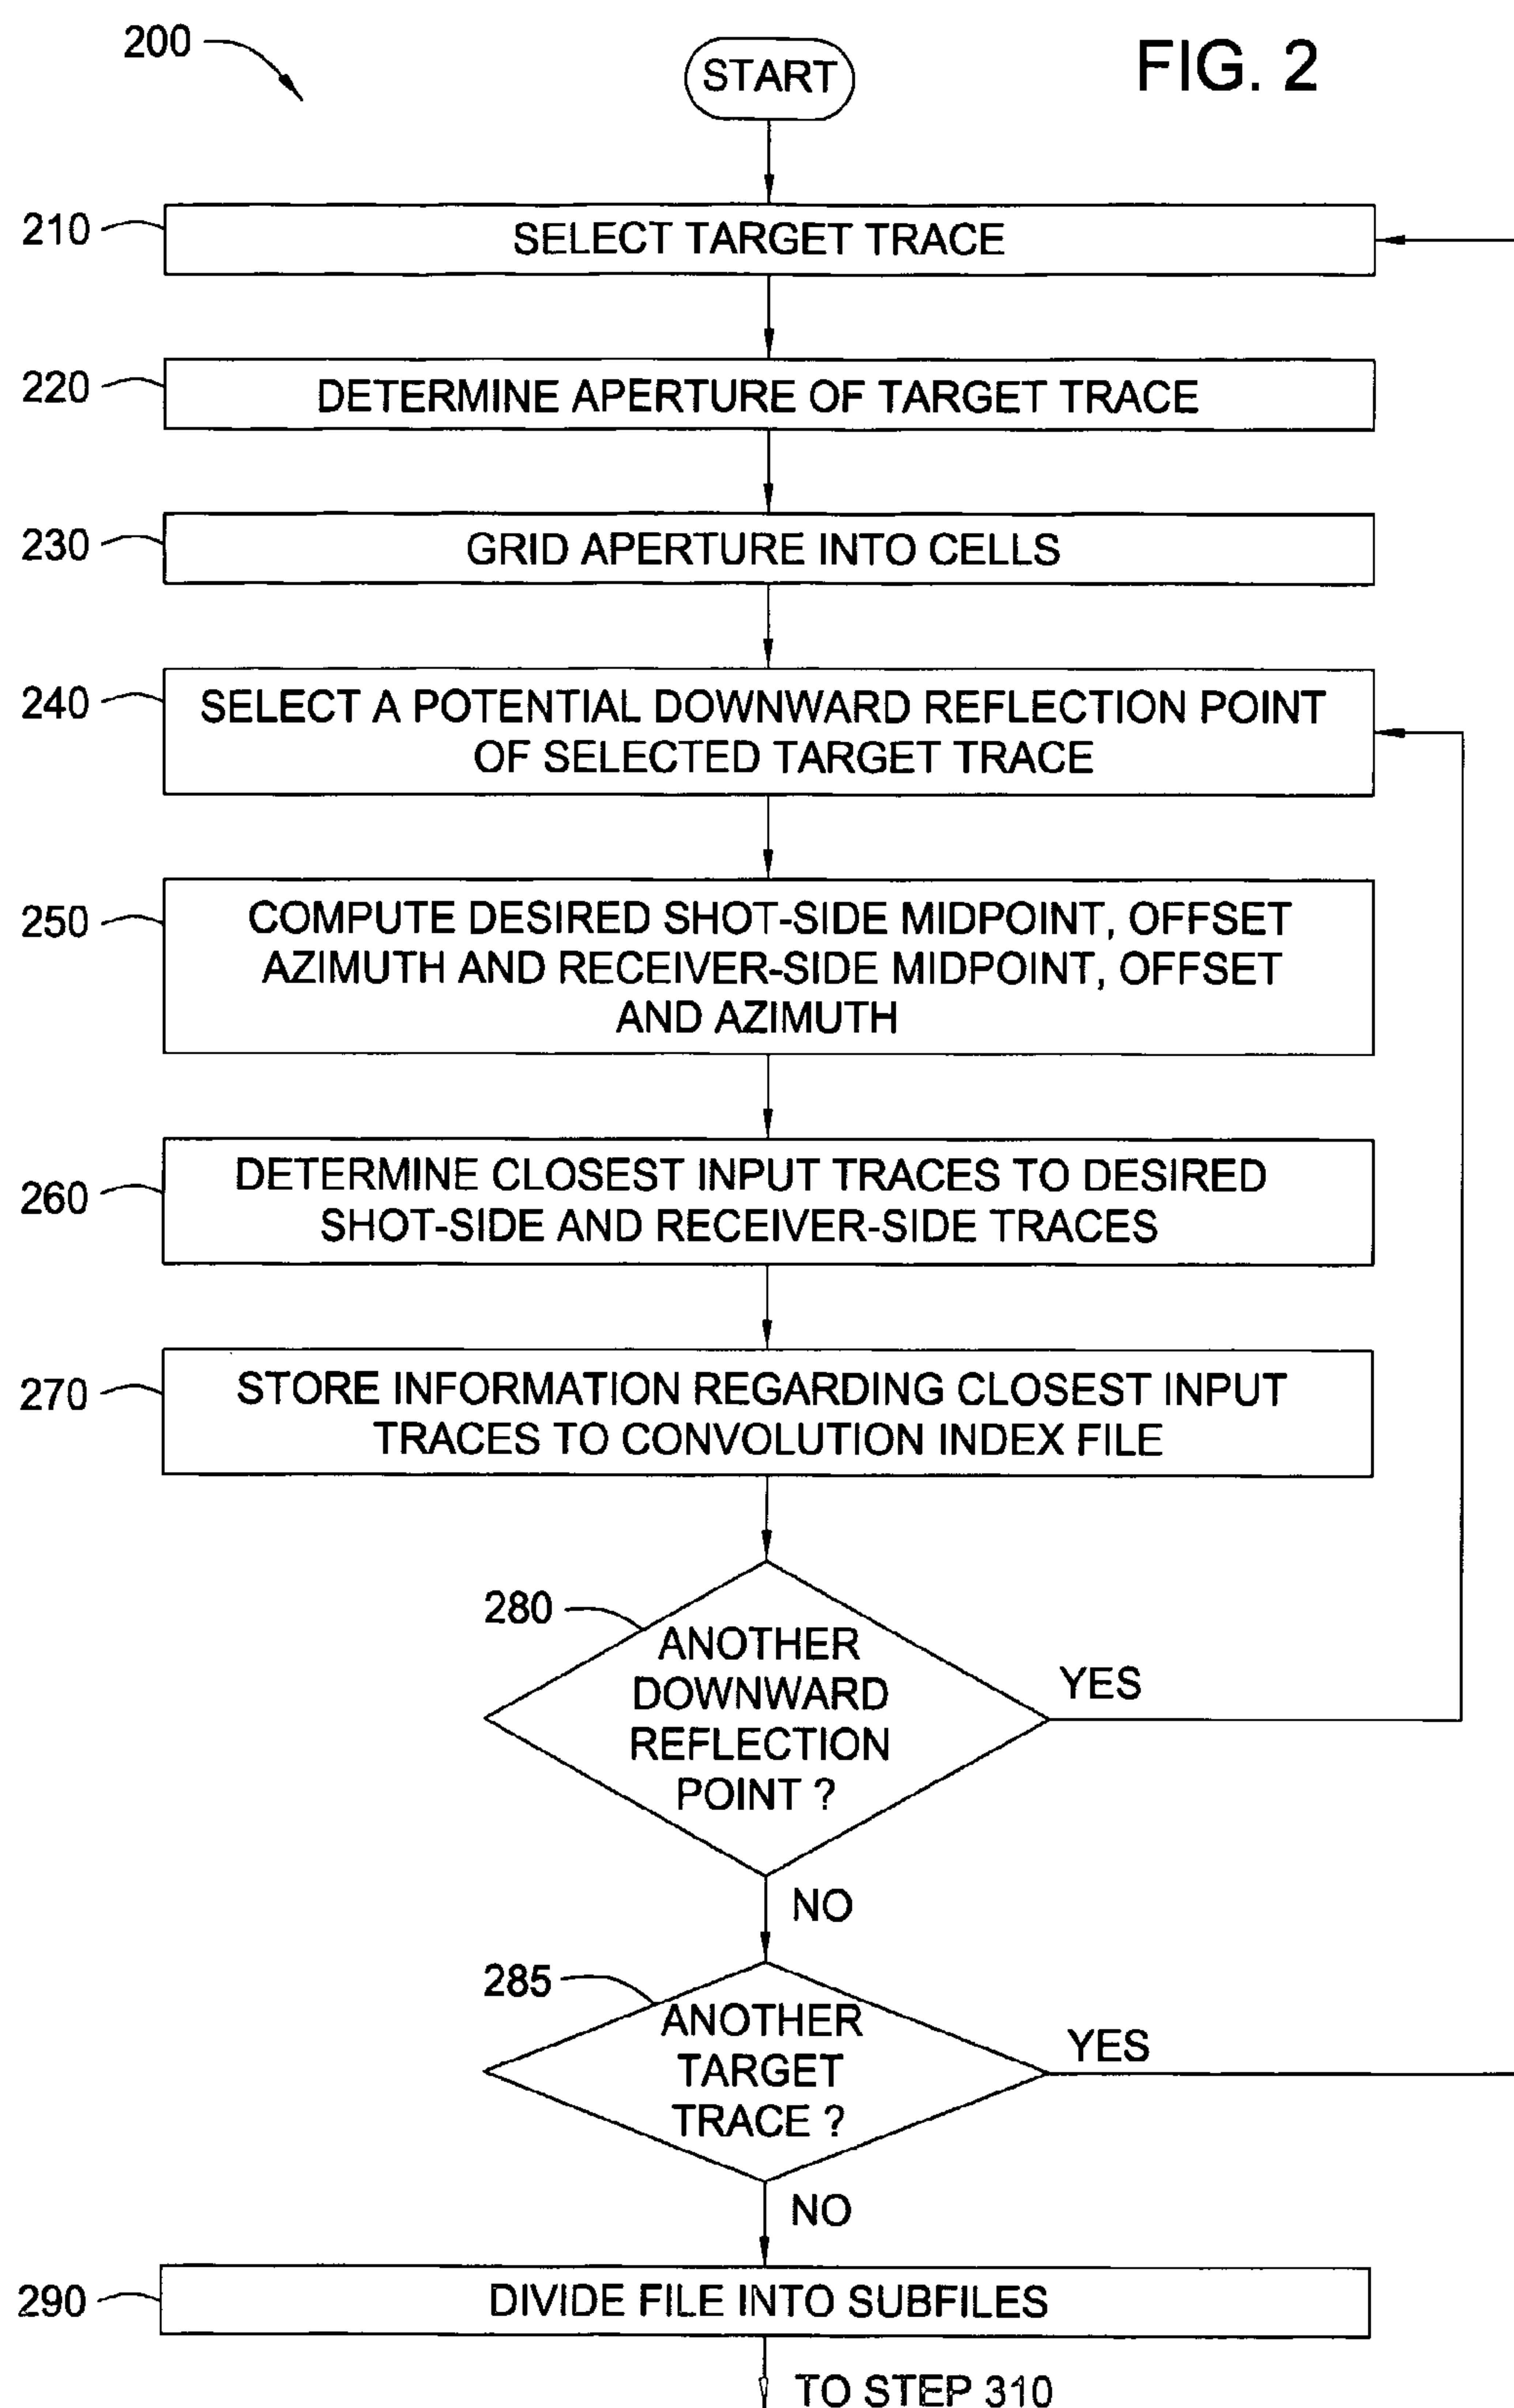 200
START
FIG. 2
210
SELECT TARGET TRACE
220
DETERMINE APERTURE OF TARGET TRACE
230
GRID APERTURE INTO CELLS
240
SELECT A POTENTIAL DOWNWARD REFLECTION POINT
OF SELECTED TARGET TRACE
250
COMPUTE DESIRED SHOT-SIDE MIDPOINT, OFFSET
AZIMUTH AND RECEIVER-SIDE MIDPOINT, OFFSET
AND AZIMUTH
260
DETERMINE CLOSEST INPUT TRACES TO DESIRED
SHOT-SIDE AND RECEIVER-SIDE TRACES
270
STORE INFORMATION REGARDING CLOSEST INPUT
TRACES TO CONVOLUTION INDEX FILE
280
ANOTHER
DOWNWARD
REFLECTION
POINT ?
YES
NO
285
ANOTHER
TARGET
TRACE ?
YES
NO
290
DIVIDE FILE INTO SUBFILES
TO STEP 310